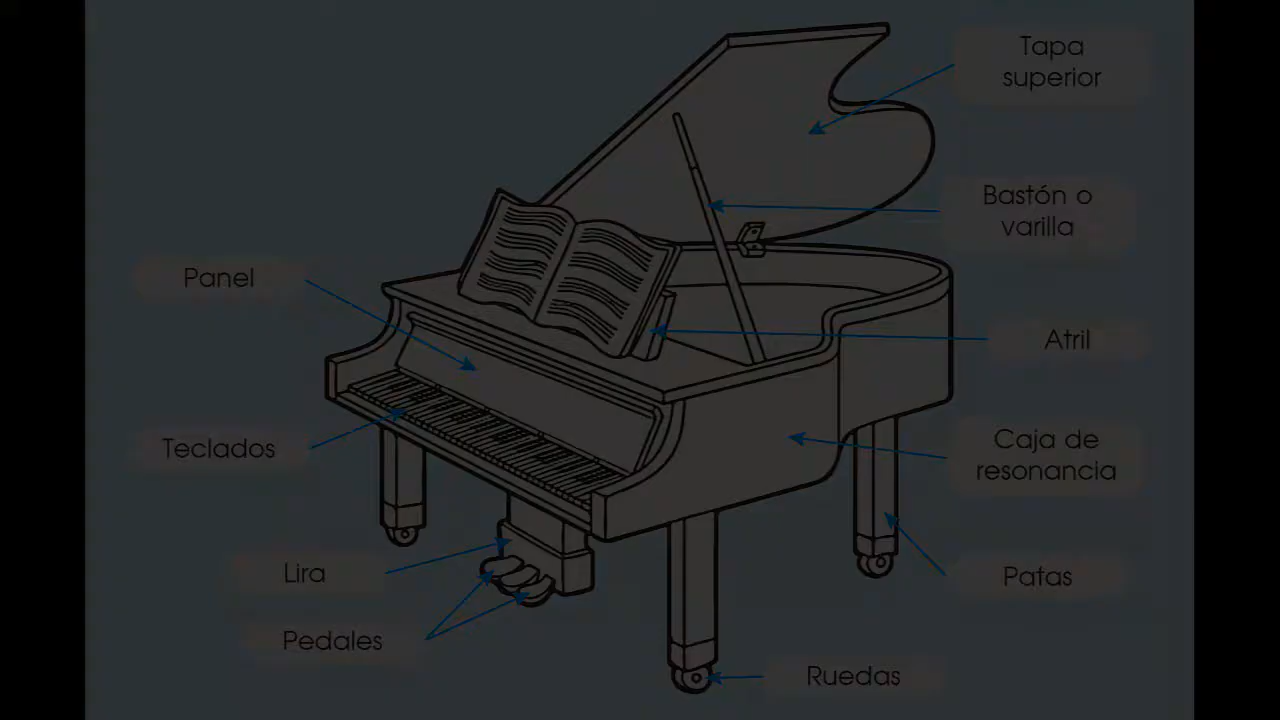 Tapa
superior
Bastón o
varilla
Panel
Atril
Teclados
Caja de
resonancia
Lira
Patas
Pedales
Ruedas